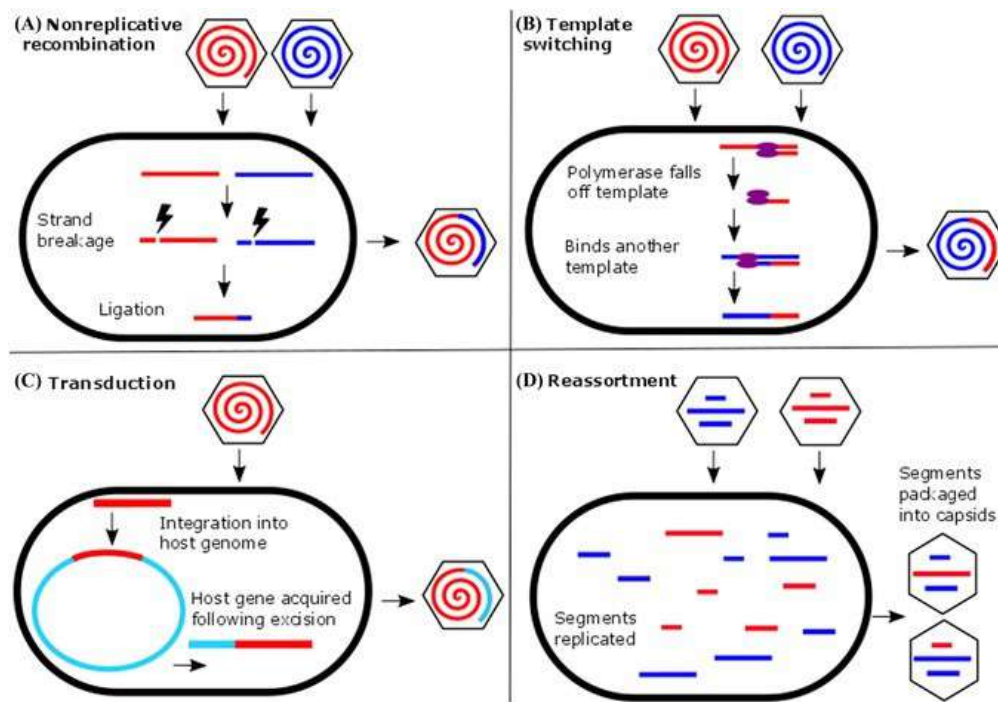 (A) Nonreplicative
recombination
Strand
breakage
Ligation
(B) Template
switching
Polymerase falls
off template
Binds another
template
(C) Transduction
Integration into
host genome
Host gene acquired
following excision
(D) Reassortment
Segments
packaged
into capsids
Segments
replicated